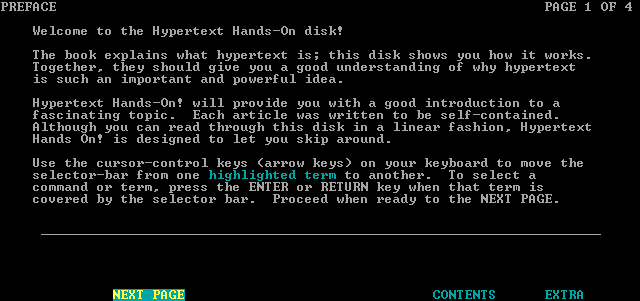 PREFACE PAGE 1 OF 4
Welcome to the Hypertext Hands-On disk!
The book explains what hypertext is; this disk shows you how it works.
Together, they should give you a good understanding of why hypertext
is such an important and powerful idea.
Hypertext Hands-On! will provide you with a good introduction to a
fascinating topic.  Each article was written to be self-contained.
Although you can read through this disk in a linear fashion, Hypertext
Hands On! is designed to let you skip around.
Use the cursor-control keys (arrow keys) on your keyboard to move the
selector-bar from one highlighted term to another.  To select a
command or term, press the ENTER or RETURN key when that term is
covered by the selector bar.  Proceed when ready to the NEXT PAGE.
NEXT PAGE CONTENTS EXTRA